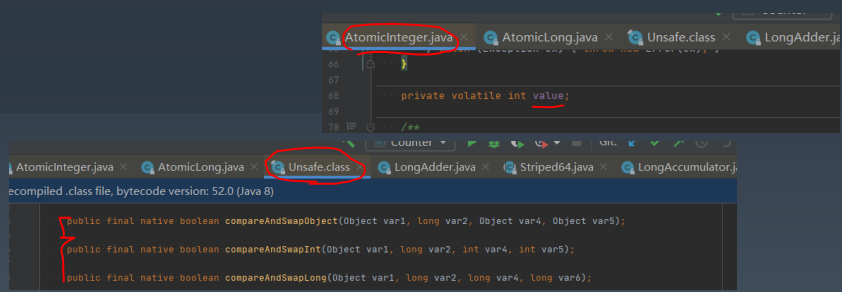 Counter
AtomicInteger.java × AtomicLong.java × Unsafe.class × LongAdder.ja
66 }
67
68 private volatile int value;
69
70 /**
Counter Git:
AtomicInteger.java × AtomicLong.java × Unsafe.class × LongAdder.java × Striped64.java × LongAccumulator.j
ecompiled .class file, bytecode version: 52.0 (Java 8)
public final native boolean compareAndSwapObject(Object var1, long var2, Object var4, Object var5);
public final native boolean compareAndSwapInt(Object var1, long var2, int var4, int var5);
public final native boolean compareAndSwapLong(Object var1, long var2, long var4, long var6);